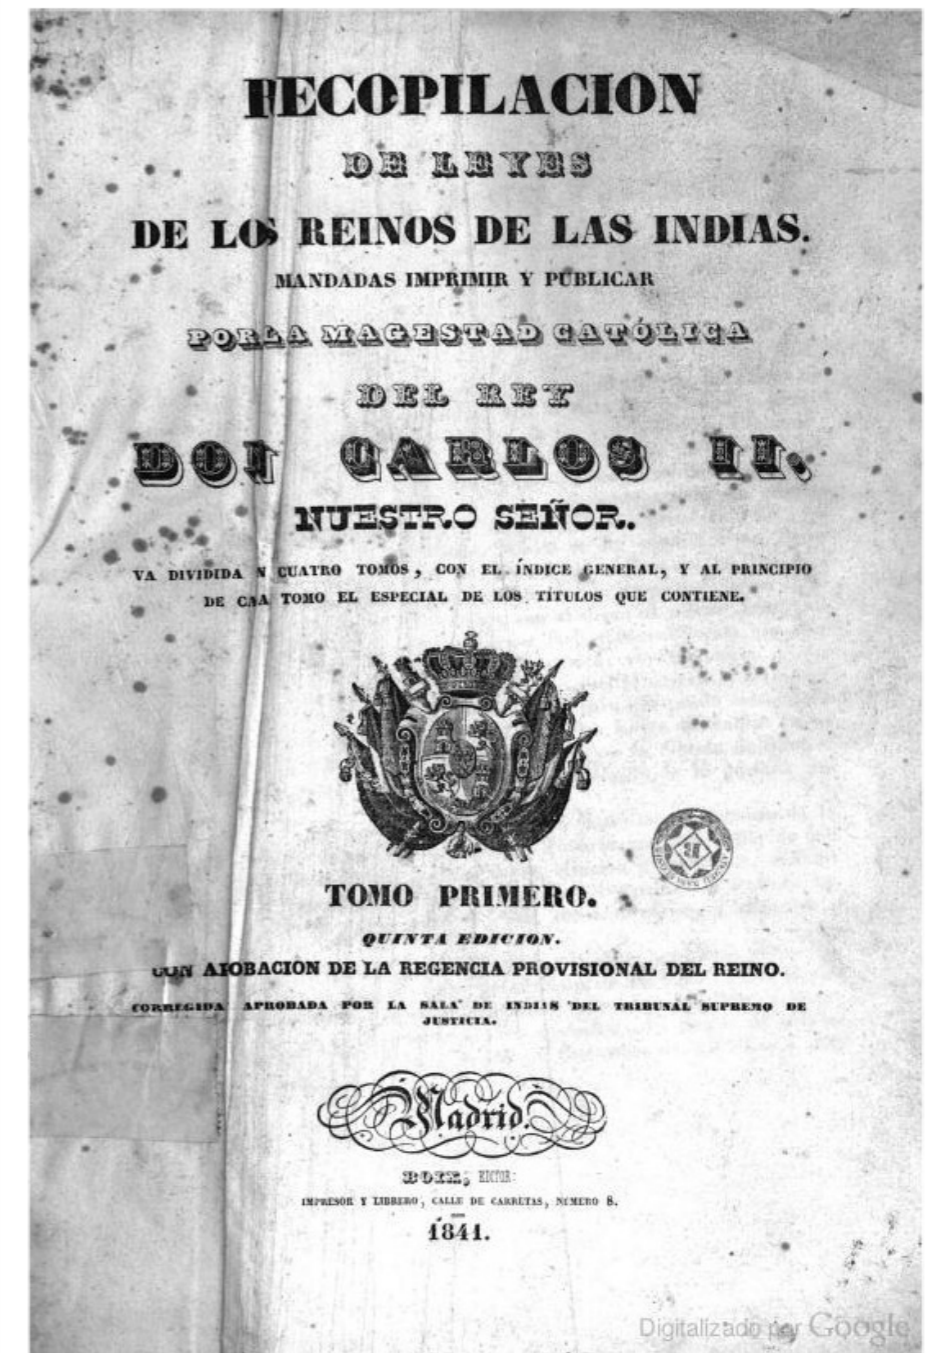 RECOPILACION
DE LEYES
DE LOS REINOS DE LAS INDIAS.
MANDADAS IMPRIMIR Y PUBLICAR
POR LA MAGESTAD CATÓLICA
DEL REY
DON CARLOS II.
NUESTRO SEÑOR.
VA DIVIDIDA N CUATRO TOMOS, CON EL ÍNDICE GENERAL, Y AL PRINCIPIO
DE CADA TOMO EL ESPECIAL DE LOS TÍTULOS QUE CONTIENE.
TOMO PRIMERO.
QUINTA EDICION.
CON APROBACION DE LA REGENCIA PROVISIONAL DEL REINO.
CORREGIDA APROBADA POR LA SALA DE INDIAS DEL TRIBUNAL SUPREMO DE
JUSTICIA.
Madrid.
BOIX, EDITOR:
IMPRESOR Y LIBRERO, CALLE DE CARRETAS, NUMERO 8.
1841.
Digitalizado por Google